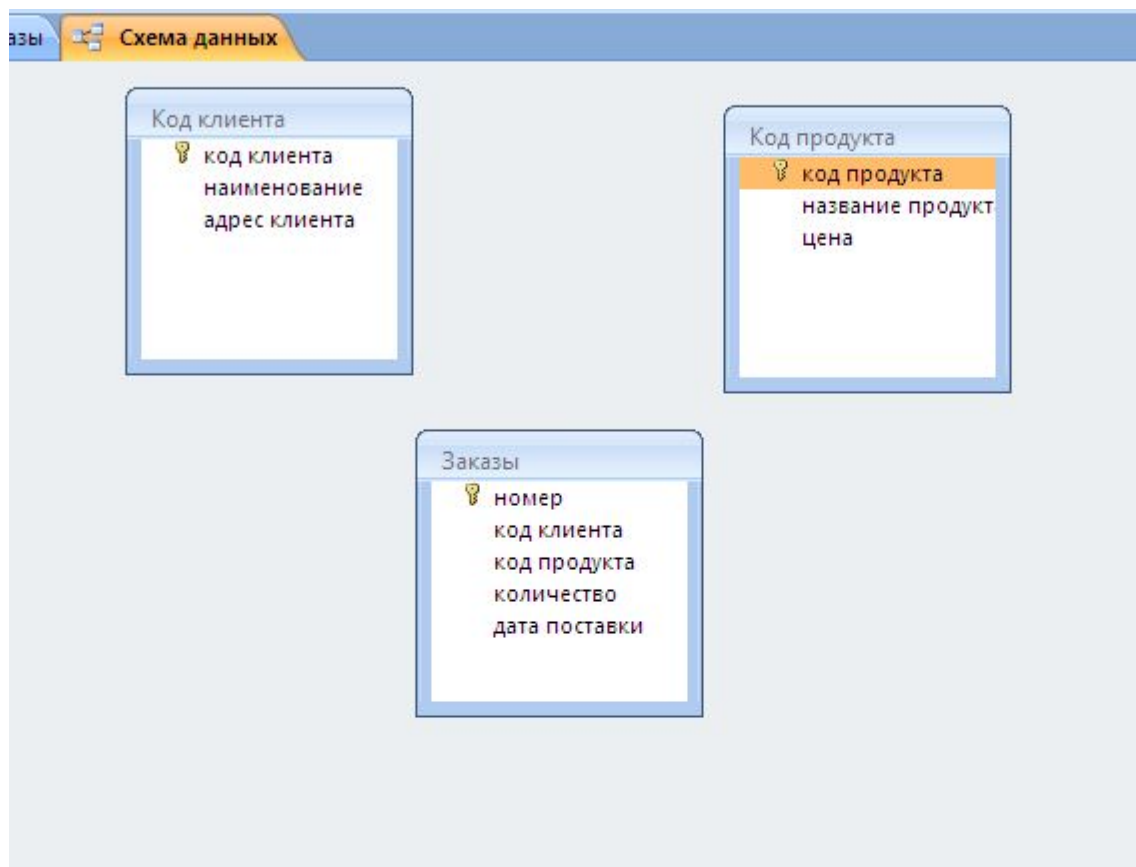 азы Схема данных
Код клиента
код клиента
наименование
адрес клиента
Код продукта
код продукта
название продукт
цена
Заказы
номер
код клиента
код продукта
количество
дата поставки